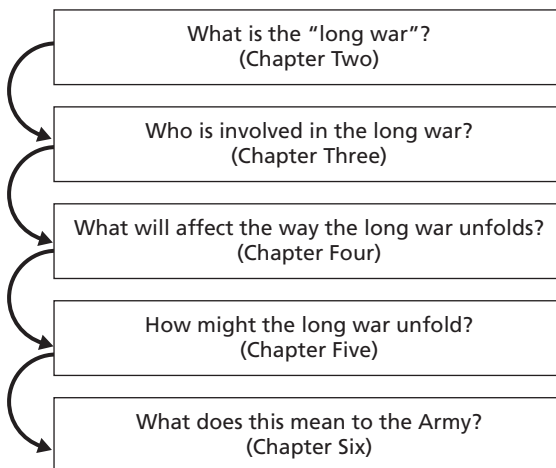 What is the “long war”?
(Chapter Two)
Who is involved in the long war?
(Chapter Three)
What will affect the way the long war unfolds?
(Chapter Four)
How might the long war unfold?
(Chapter Five)
What does this mean to the Army?
(Chapter Six)